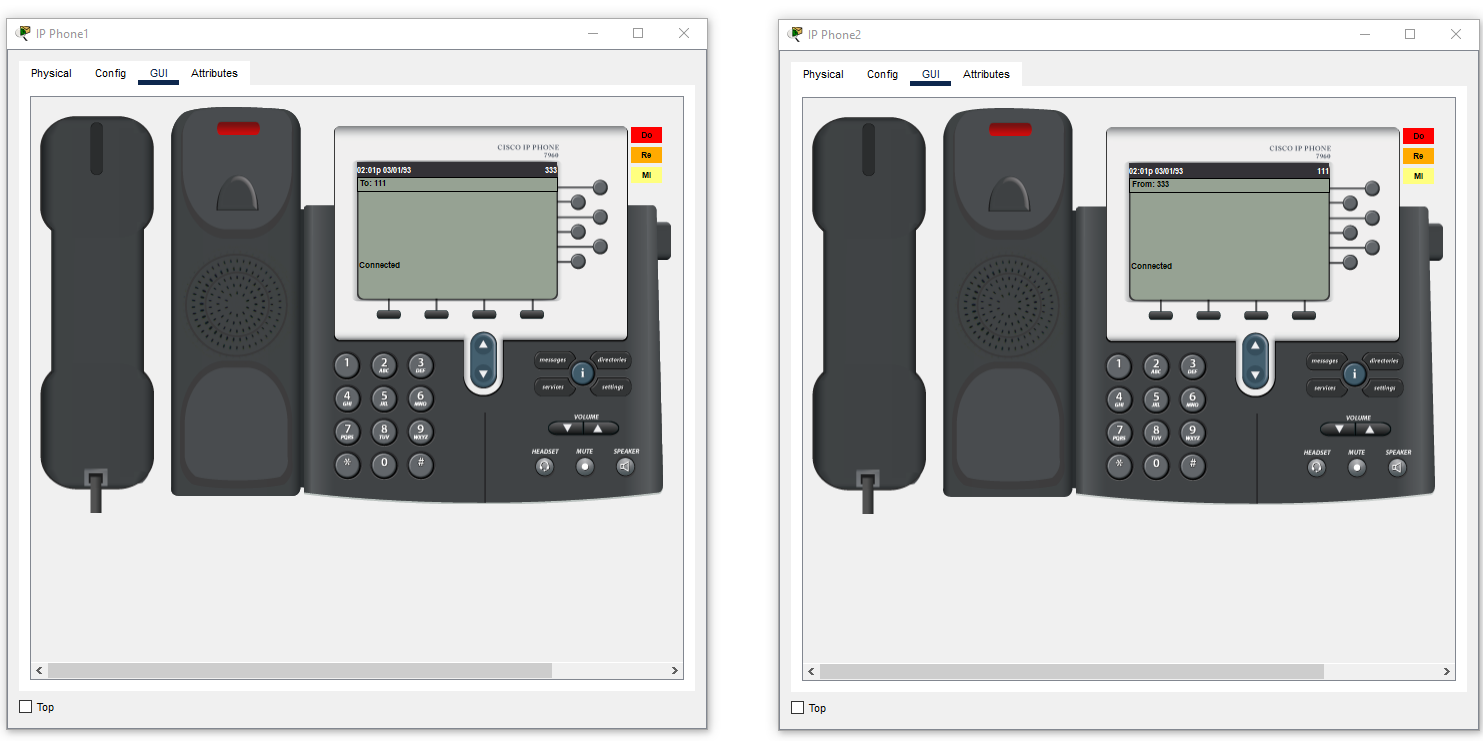 IP Phone1
Physical Config GUI Attributes
CISCO IP PHONE
7960
02:01p 03/01/93 333
To: 111
Connected
Do
Re
MI
1 2 ABC 3 DEF
4 GHI 5 JKL 6 MNO
7 PQRS 8 TUV 9 WXYZ
* 0 #
messages directories
i
services settings
VOLUME
HEADSET MUTE SPEAKER
Top
IP Phone2
Physical Config GUI Attributes
CISCO IP PHONE
7960
02:01p 03/01/93 111
From: 333
Connected
Do
Re
MI
1 2 ABC 3 DEF
4 GHI 5 JKL 6 MNO
7 PQRS 8 TUV 9 WXYZ
* 0 #
messages directories
i
services settings
VOLUME
HEADSET MUTE SPEAKER
Top